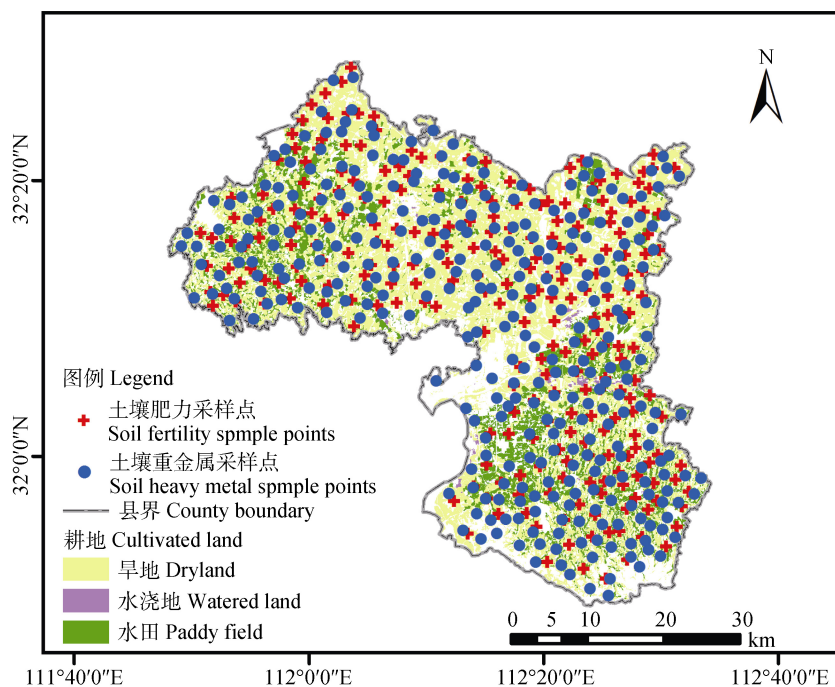 N
32°20′0″N
32°0′0″N
图例 Legend
土壤肥力采样点
Soil fertility spmple points
土壤重金属采样点
Soil heavy metal spmple points
县界 County boundary
耕地 Cultivated land
旱地 Dryland
水浇地 Watered land
水田 Paddy field
0 5 10 20 30
km
111°40′0″E 112°0′0″E 112°20′0″E 112°40′0″E